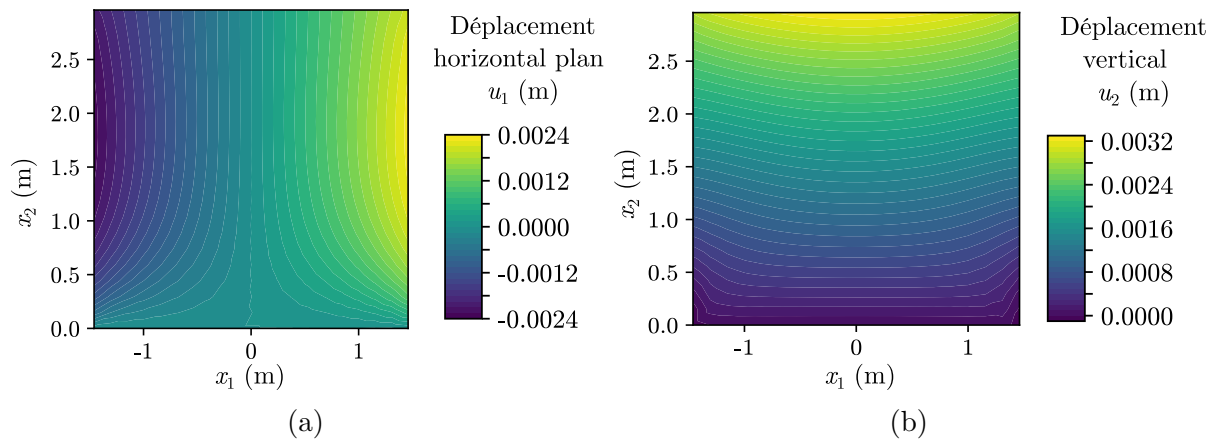 Déplacement
horizontal plan
u₁ (m)
0.0024
0.0012
0.0000
-0.0012
-0.0024
2.5
2.0
1.5
1.0
0.5
0.0
x₂ (m)
-1 0 1
x₁ (m)
(a)
Déplacement
vertical
u₂ (m)
0.0032
0.0024
0.0016
0.0008
0.0000
2.5
2.0
1.5
1.0
0.5
0.0
x₂ (m)
-1 0 1
x₁ (m)
(b)